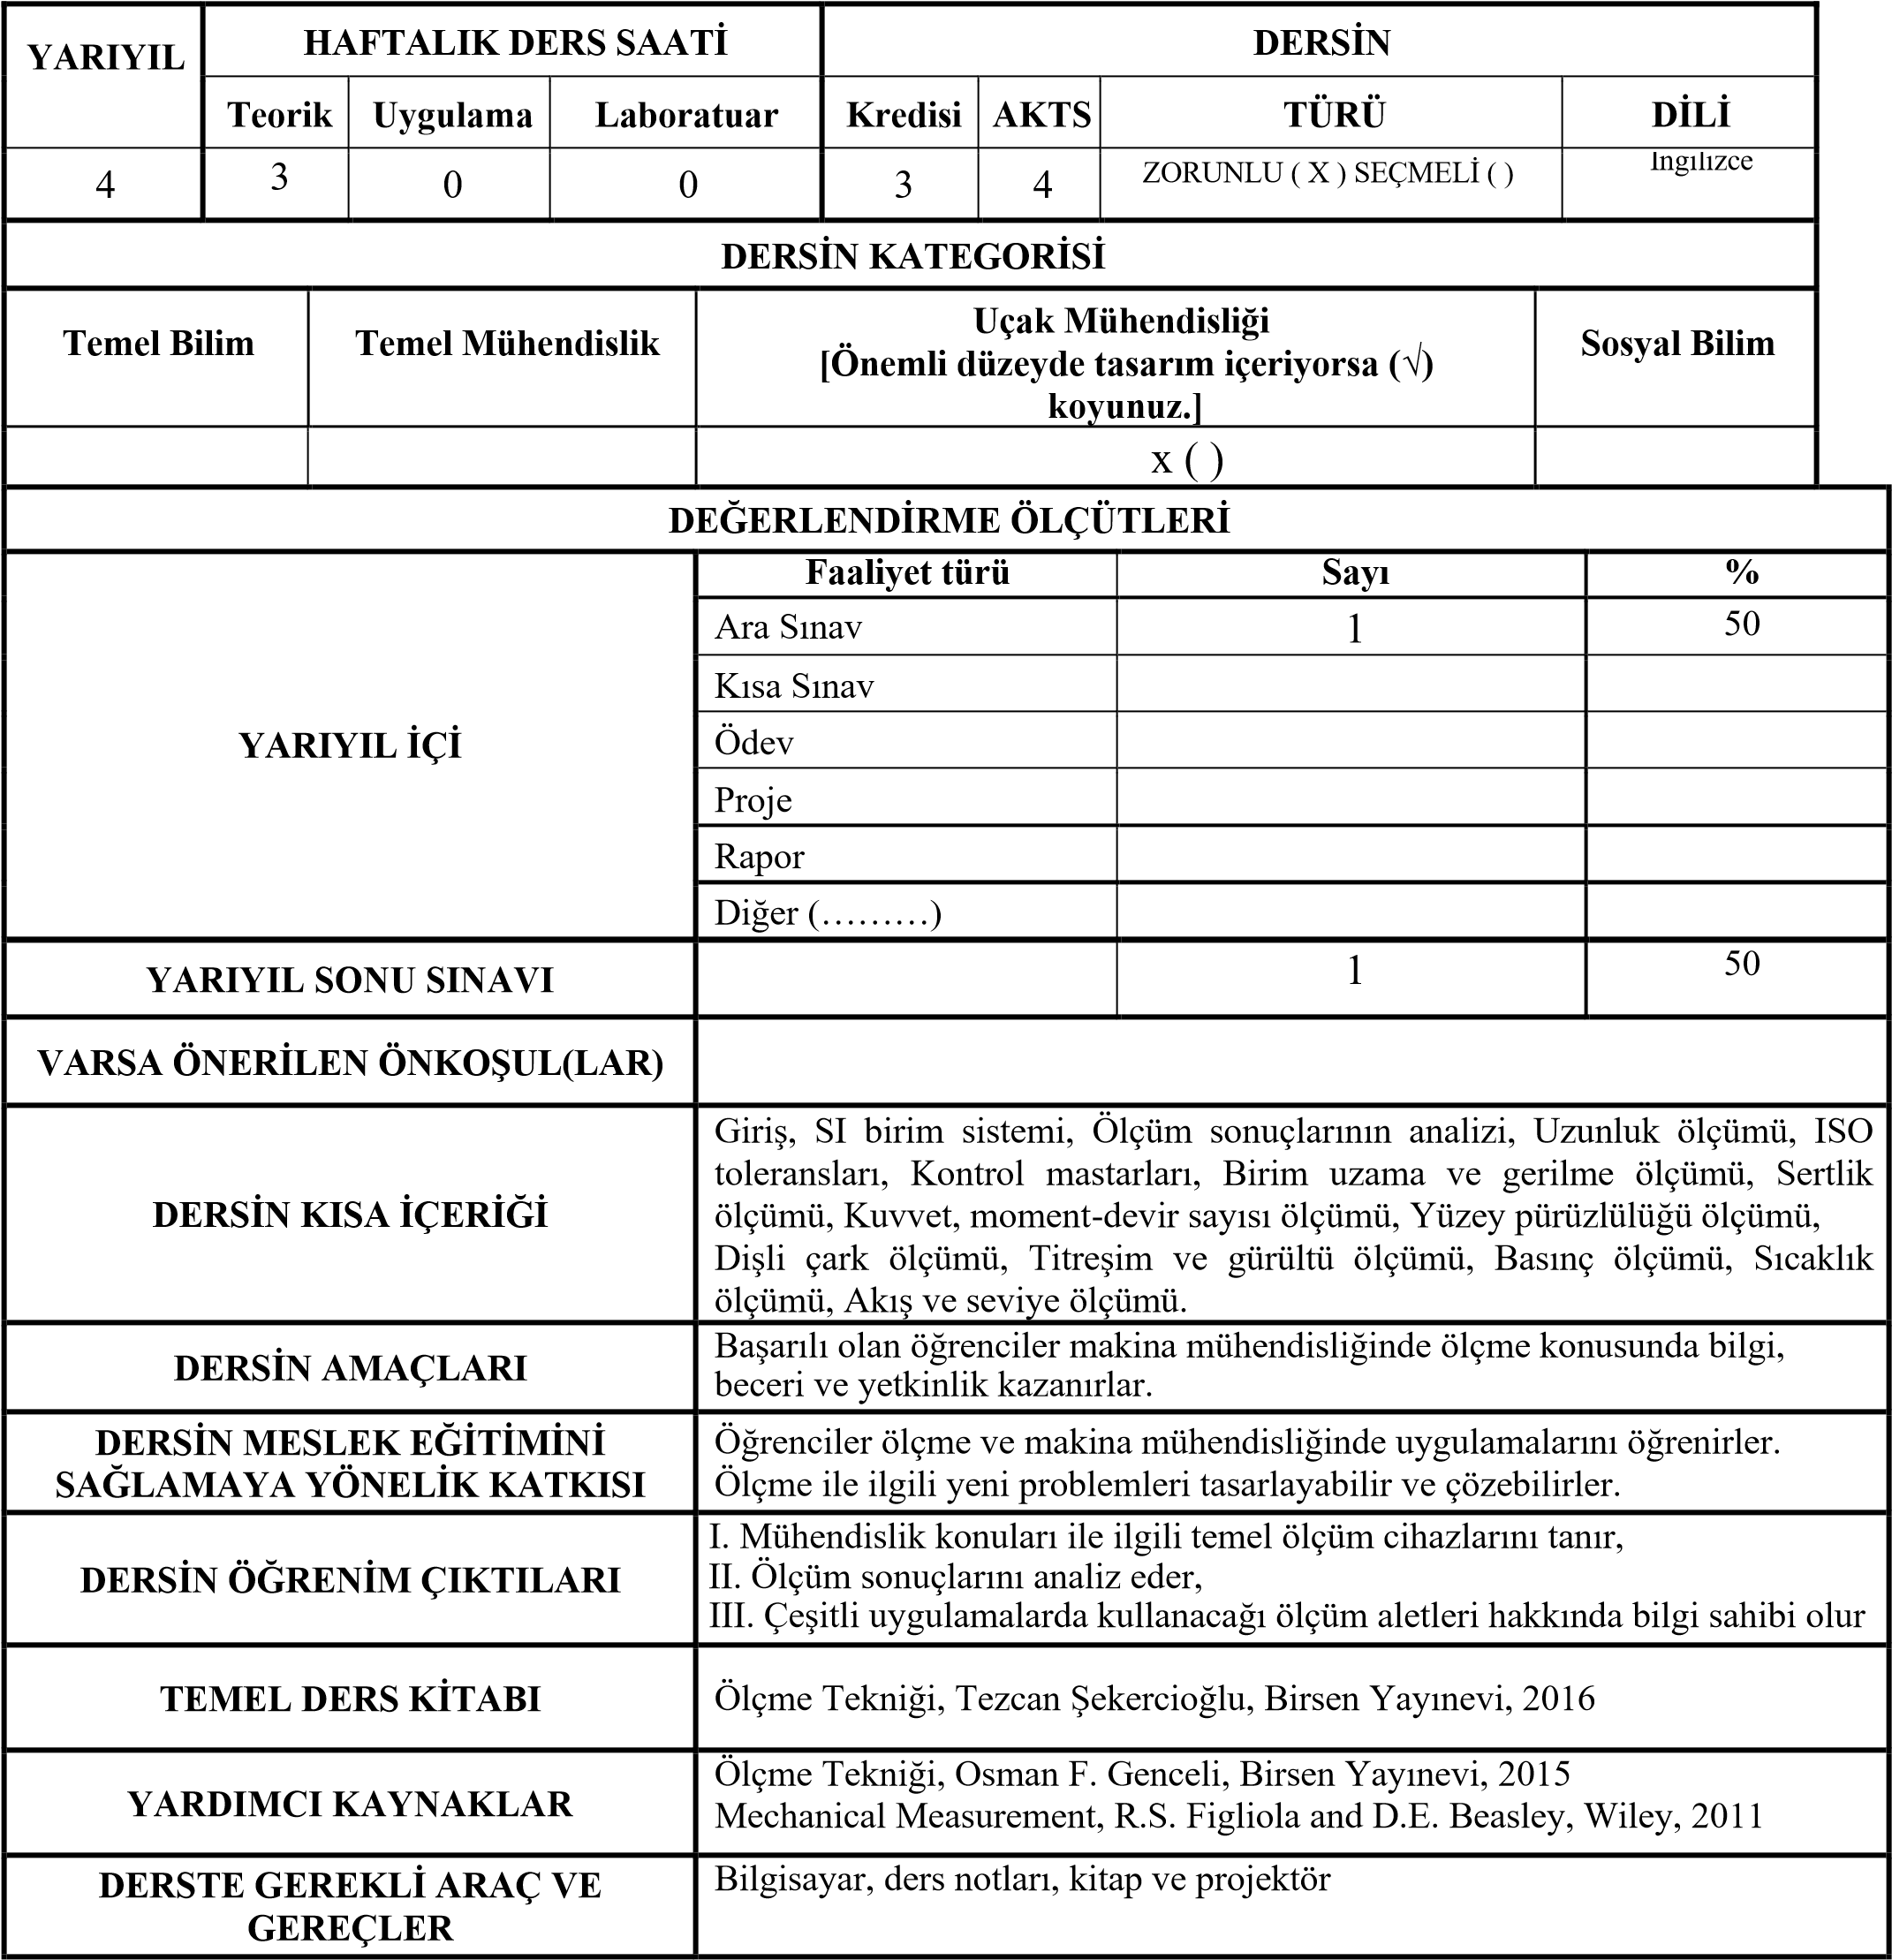 YARIYIL HAFTALIK DERS SAATİ DERSİN
Teorik Uygulama Laboratuar Kredisi AKTS TÜRÜ DİLİ
4 3 0 0 3 4 ZORUNLU ( X ) SEÇMELİ ( ) İngilizce
DERSİN KATEGORİSİ
Temel Bilim Temel Mühendislik Uçak Mühendisliği
[Önemli düzeyde tasarım içeriyorsa (√)
koyunuz.] Sosyal Bilim
x ( )
DEĞERLENDİRME ÖLÇÜTLERİ
YARIYIL İÇİ
Faaliyet türü Sayı %
Ara Sınav 1 50
Kısa Sınav
Ödev
Proje
Rapor
Diğer (………)
YARIYIL SONU SINAVI 1 50
VARSA ÖNERİLEN ÖNKOŞUL(LAR)
DERSİN KISA İÇERİĞİ
Giriş, SI birim sistemi, Ölçüm sonuçlarının analizi, Uzunluk ölçümü, ISO
toleransları, Kontrol mastarları, Birim uzama ve gerilme ölçümü, Sertlik
ölçümü, Kuvvet, moment-devir sayısı ölçümü, Yüzey pürüzlülüğü ölçümü,
Dişli çark ölçümü, Titreşim ve gürültü ölçümü, Basınç ölçümü, Sıcaklık
ölçümü, Akış ve seviye ölçümü.
DERSİN AMAÇLARI
Başarılı olan öğrenciler makina mühendisliğinde ölçme konusunda bilgi,
beceri ve yetkinlik kazanırlar.
DERSİN MESLEK EĞİTİMİNİ
SAĞLAMAYA YÖNELİK KATKISI
Öğrenciler ölçme ve makina mühendisliğinde uygulamalarını öğrenirler.
Ölçme ile ilgili yeni problemleri tasarlayabilir ve çözebilirler.
DERSİN ÖĞRENİM ÇIKTILARI
I. Mühendislik konuları ile ilgili temel ölçüm cihazlarını tanır,
II. Ölçüm sonuçlarını analiz eder,
III. Çeşitli uygulamalarda kullanacağı ölçüm aletleri hakkında bilgi sahibi olur
TEMEL DERS KİTABI
Ölçme Tekniği, Tezcan Şekercioğlu, Birsen Yayınevi, 2016
YARDIMCI KAYNAKLAR
Ölçme Tekniği, Osman F. Genceli, Birsen Yayınevi, 2015
Mechanical Measurement, R.S. Figliola and D.E. Beasley, Wiley, 2011
DERSTE GEREKLİ ARAÇ VE
GEREÇLER
Bilgisayar, ders notları, kitap ve projektör